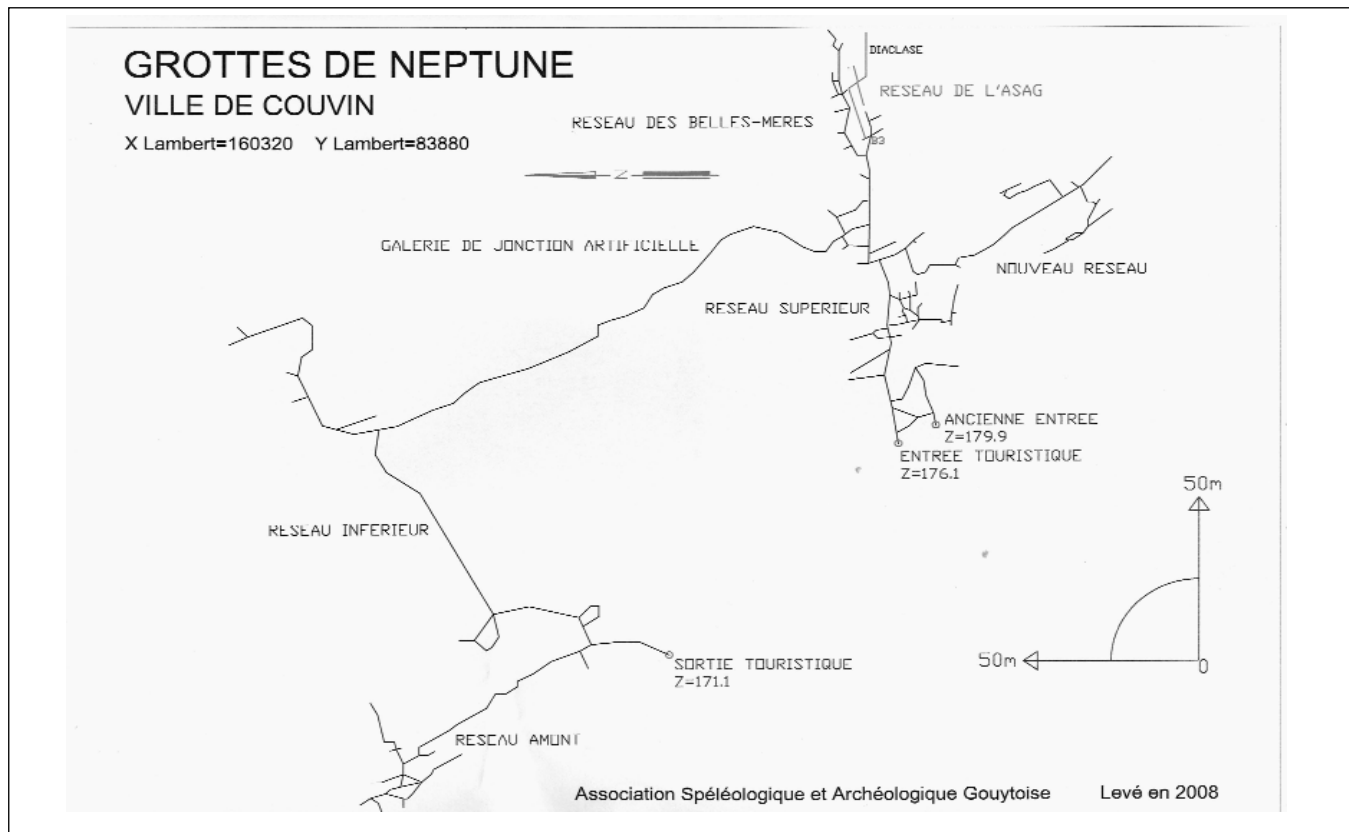 GROTTES DE NEPTUNE
VILLE DE COUVIN
X Lambert=160320 Y Lambert=83880
DIACLASE
RESEAU DE L'ASAG
RESEAU DES BELLES-MERES
93
N
GALERIE DE JONCTION ARTIFICIELLE
NOUVEAU RESEAU
RESEAU SUPERIEUR
ANCIENNE ENTREE
Z=179.9
ENTREE TOURISTIQUE
Z=176.1
50m
RESEAU INFERIEUR
50m
0
SORTIE TOURISTIQUE
Z=171.1
RESEAU AMONT
Association Spéléologique et Archéologique Gouytoise Levé en 2008